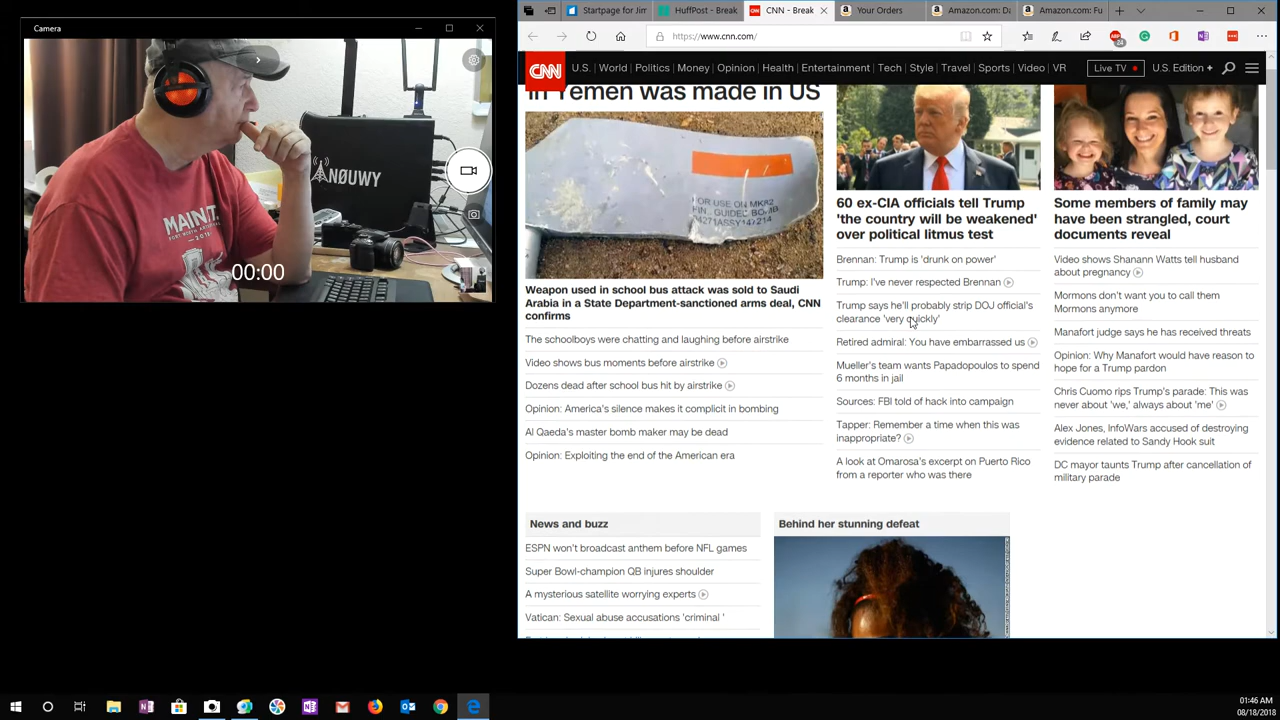 Camera
MAIN.T.
FORT WORTH, AMARILLO
2018
NØUWY
00:00
Startpage for Jim
HuffPost - Break
CNN - Break
Your Orders
Amazon.com: Da
Amazon.com: Fu
https://www.cnn.com/
24
CNN
U.S.
World
Politics
Money
Opinion
Health
Entertainment
Tech
Style
Travel
Sports
Video
VR
Live TV
U.S. Edition +
in Yemen was made in US
FOR USE ON MK82
Weapon used in school bus attack was sold to Saudi
Arabia in a State Department-sanctioned arms deal, CNN
confirms
The schoolboys were chatting and laughing before airstrike
Video shows bus moments before airstrike
Dozens dead after school bus hit by airstrike
Opinion: America's silence makes it complicit in bombing
Al Qaeda's master bomb maker may be dead
Opinion: Exploiting the end of the American era
60 ex-CIA officials tell Trump
'the country will be weakened'
over political litmus test
Brennan: Trump is 'drunk on power'
Trump: I've never respected Brennan
Trump says he'll probably strip DOJ official's
clearance 'very quickly'
Retired admiral: You have embarrassed us
Mueller's team wants Papadopoulos to spend
6 months in jail
Sources: FBI told of hack into campaign
Tapper: Remember a time when this was
inappropriate?
A look at Omarosa's excerpt on Puerto Rico
from a reporter who was there
Some members of family may
have been strangled, court
documents reveal
Video shows Shanann Watts tell husband
about pregnancy
Mormons don't want you to call them
Mormons anymore
Manafort judge says he has received threats
Opinion: Why Manafort would have reason to
hope for a Trump pardon
Chris Cuomo rips Trump's parade: This was
never about 'we,' always about 'me'
Alex Jones, InfoWars accused of destroying
evidence related to Sandy Hook suit
DC mayor taunts Trump after cancellation of
military parade
News and buzz
ESPN won't broadcast anthem before NFL games
Super Bowl-champion QB injures shoulder
A mysterious satellite worrying experts
Vatican: Sexual abuse accusations 'criminal '
Behind her stunning defeat
01:46 AM
08/18/2018